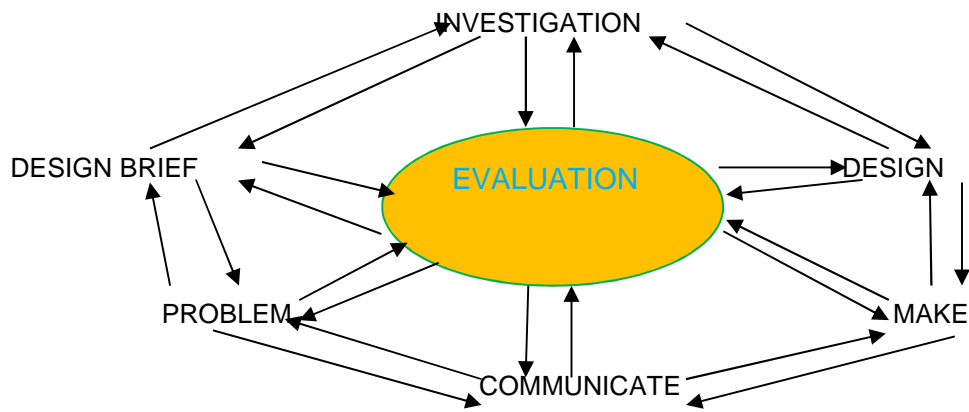 INVESTIGATION
DESIGN BRIEF
EVALUATION
DESIGN
PROBLEM
MAKE
COMMUNICATE